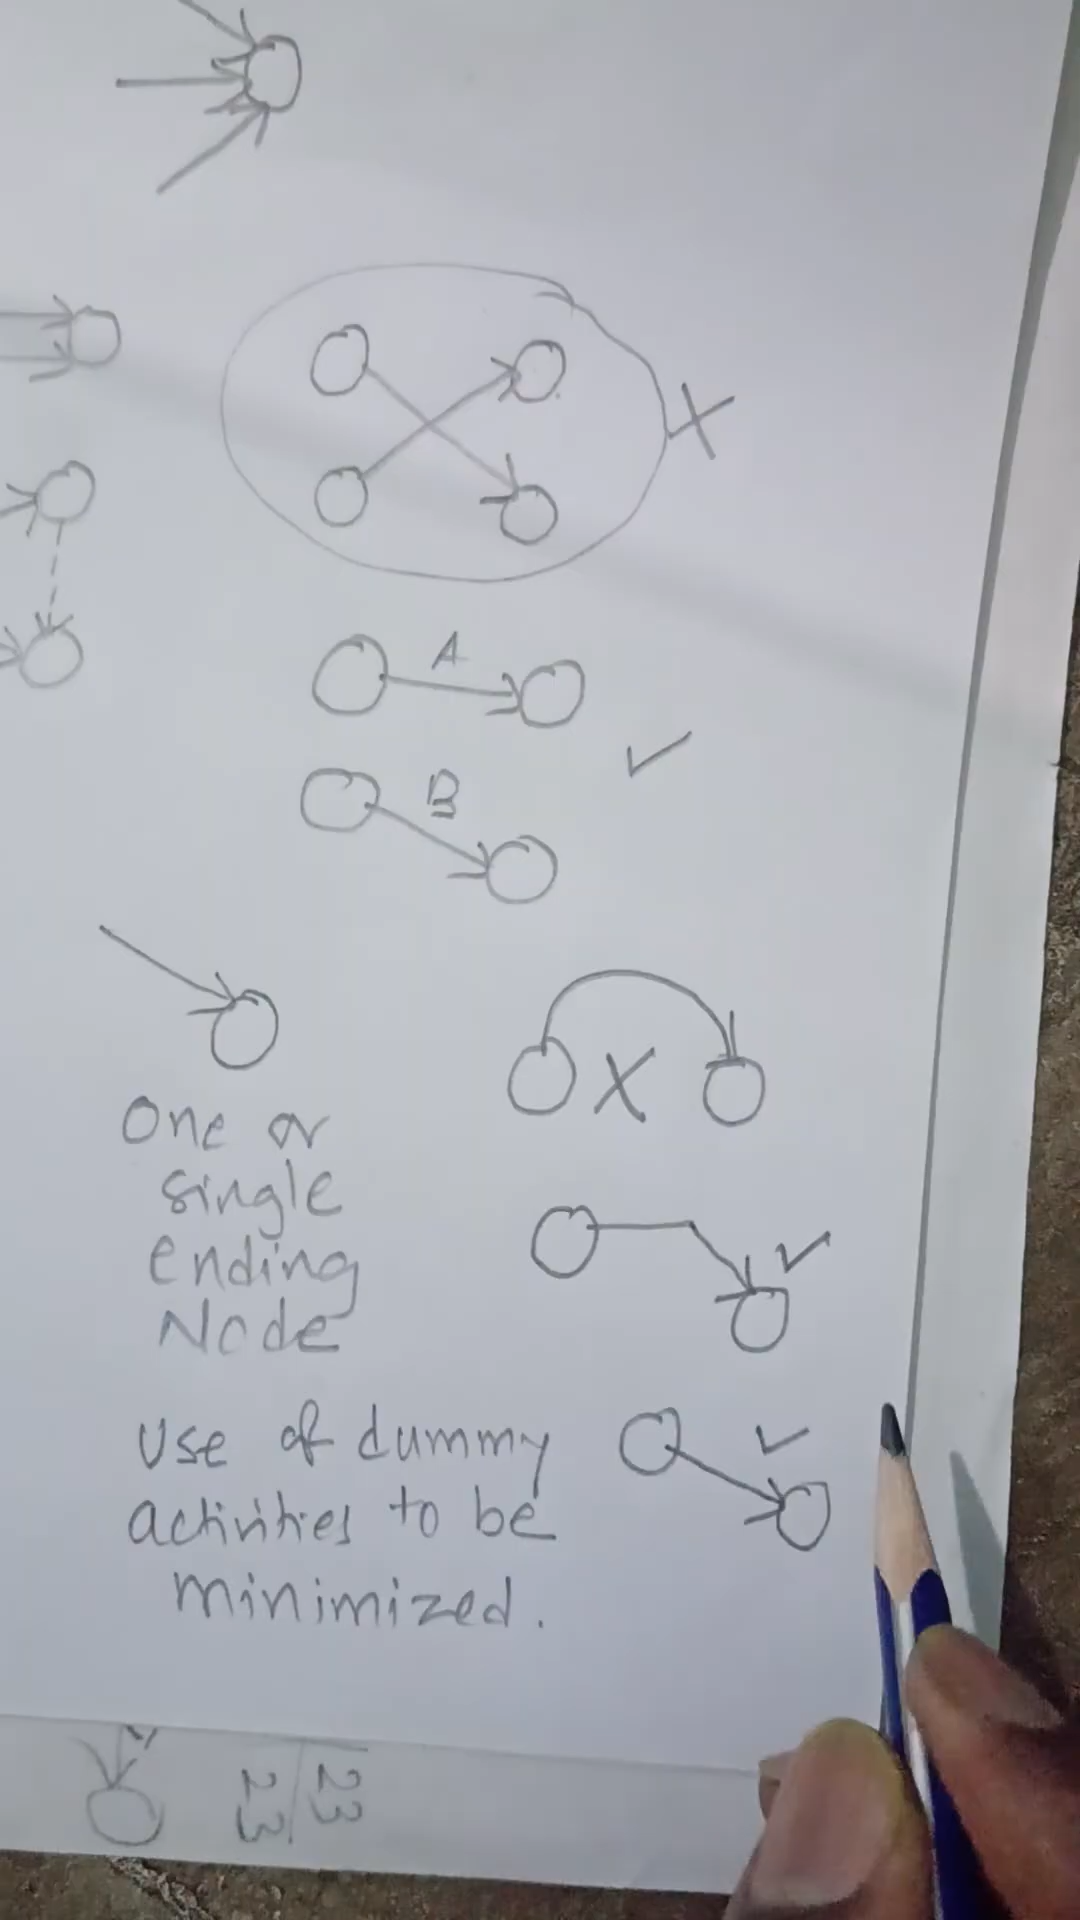 A
B
One or
single
ending
Node
Use of dummy
activities to be
minimized.